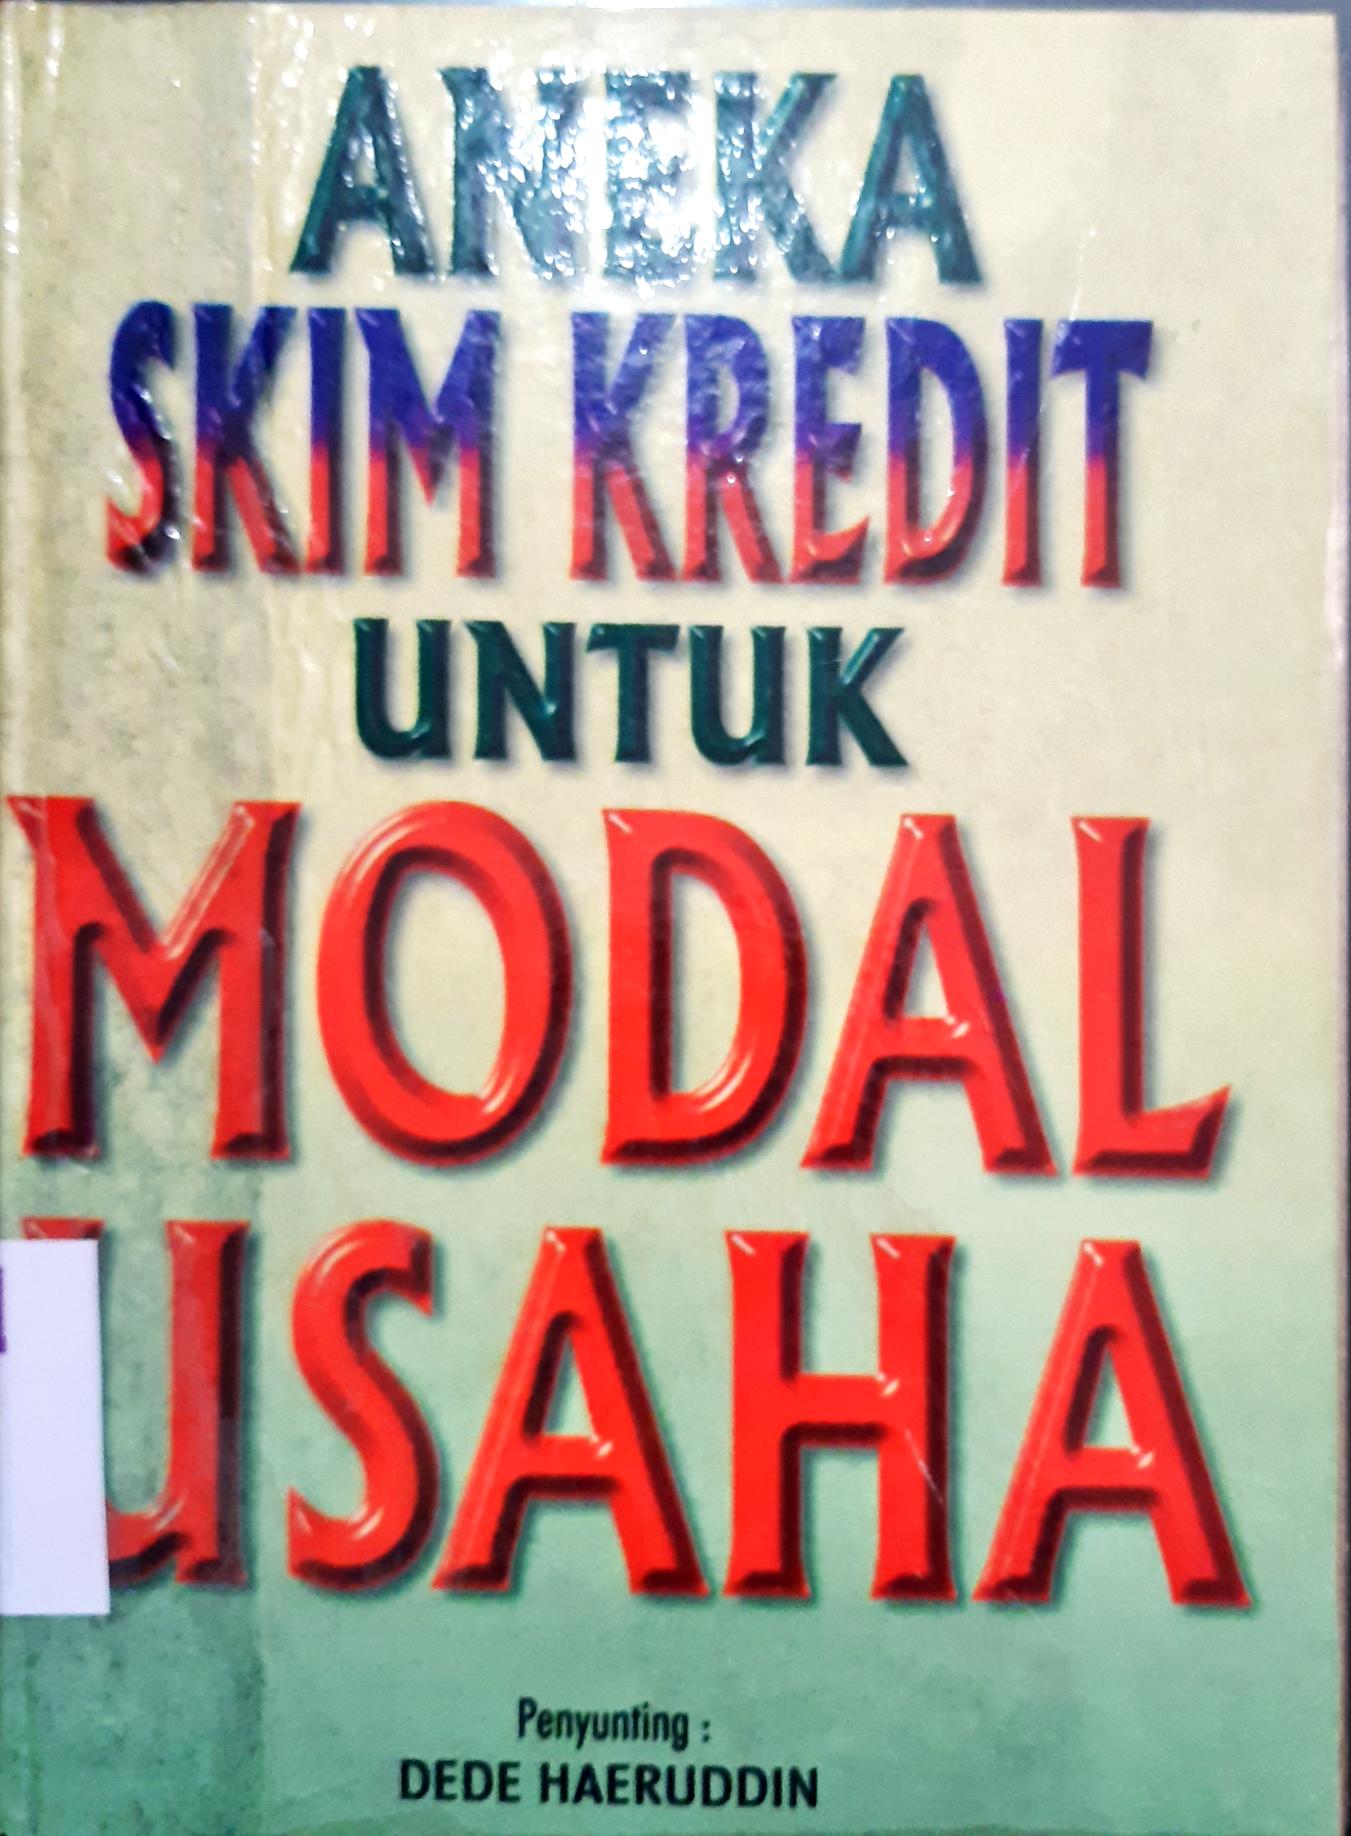 ANEKA
SKIM KREDIT
UNTUK
MODAL
USAHA
Penyunting :
DEDE HAERUDDIN